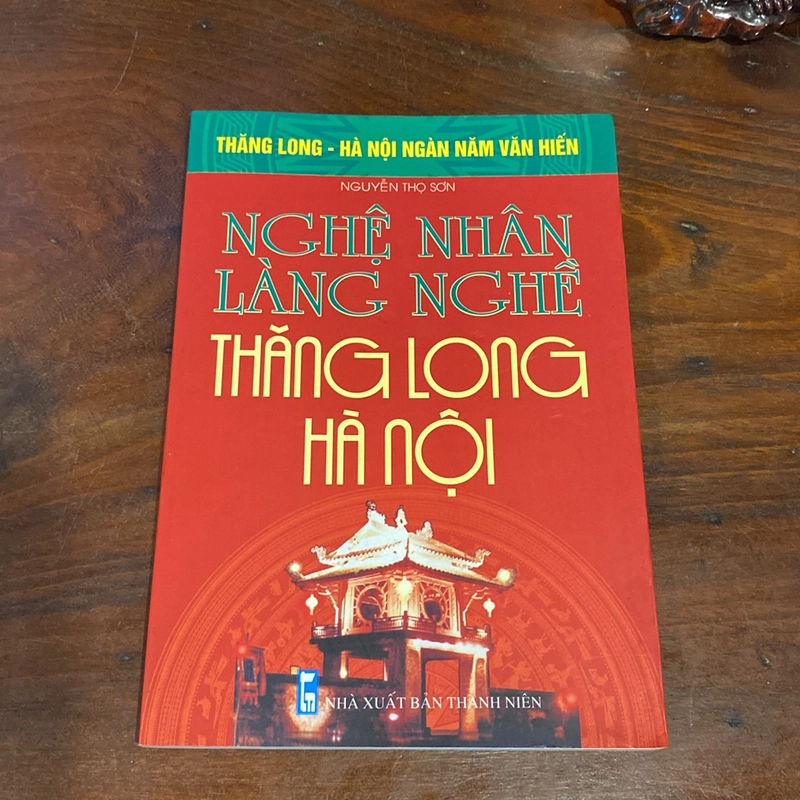 THĂNG LONG - HÀ NỘI NGÀN NĂM VĂN HIẾN
NGUYỄN THỌ SƠN
NGHỆ NHÂN
LÀNG NGHỀ
THĂNG LONG
HÀ NỘI
NHÀ XUẤT BẢN THANH NIÊN